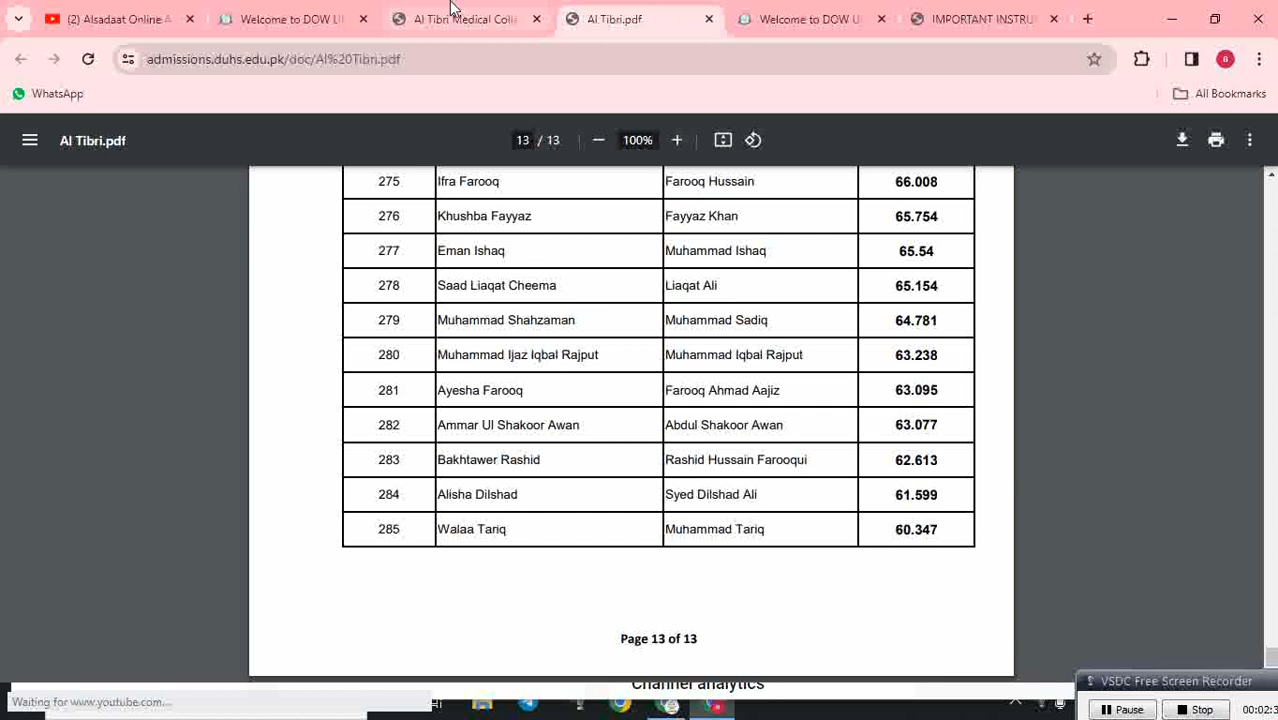 (2) Alsadaat Online A
Welcome to DOW U
Al Tibri Medical Coll
Al Tibri.pdf
Welcome to DOW U
IMPORTANT INSTRU
admissions.duhs.edu.pk/doc/Al%20Tibri.pdf
WhatsApp
All Bookmarks
Al Tibri.pdf
13 / 13
100%
275 Ifra Farooq Farooq Hussain 66.008
276 Khushba Fayyaz Fayyaz Khan 65.754
277 Eman Ishaq Muhammad Ishaq 65.54
278 Saad Liaqat Cheema Liaqat Ali 65.154
279 Muhammad Shahzaman Muhammad Sadiq 64.781
280 Muhammad Ijaz Iqbal Rajput Muhammad Iqbal Rajput 63.238
281 Ayesha Farooq Farooq Ahmad Aajiz 63.095
282 Ammar Ul Shakoor Awan Abdul Shakoor Awan 63.077
283 Bakhtawer Rashid Rashid Hussain Farooqui 62.613
284 Alisha Dilshad Syed Dilshad Ali 61.599
285 Walaa Tariq Muhammad Tariq 60.347
Page 13 of 13
Channel analytics
VSDC Free Screen Recorder
Waiting for www.youtube.com...
Pause
Stop
00:02:3